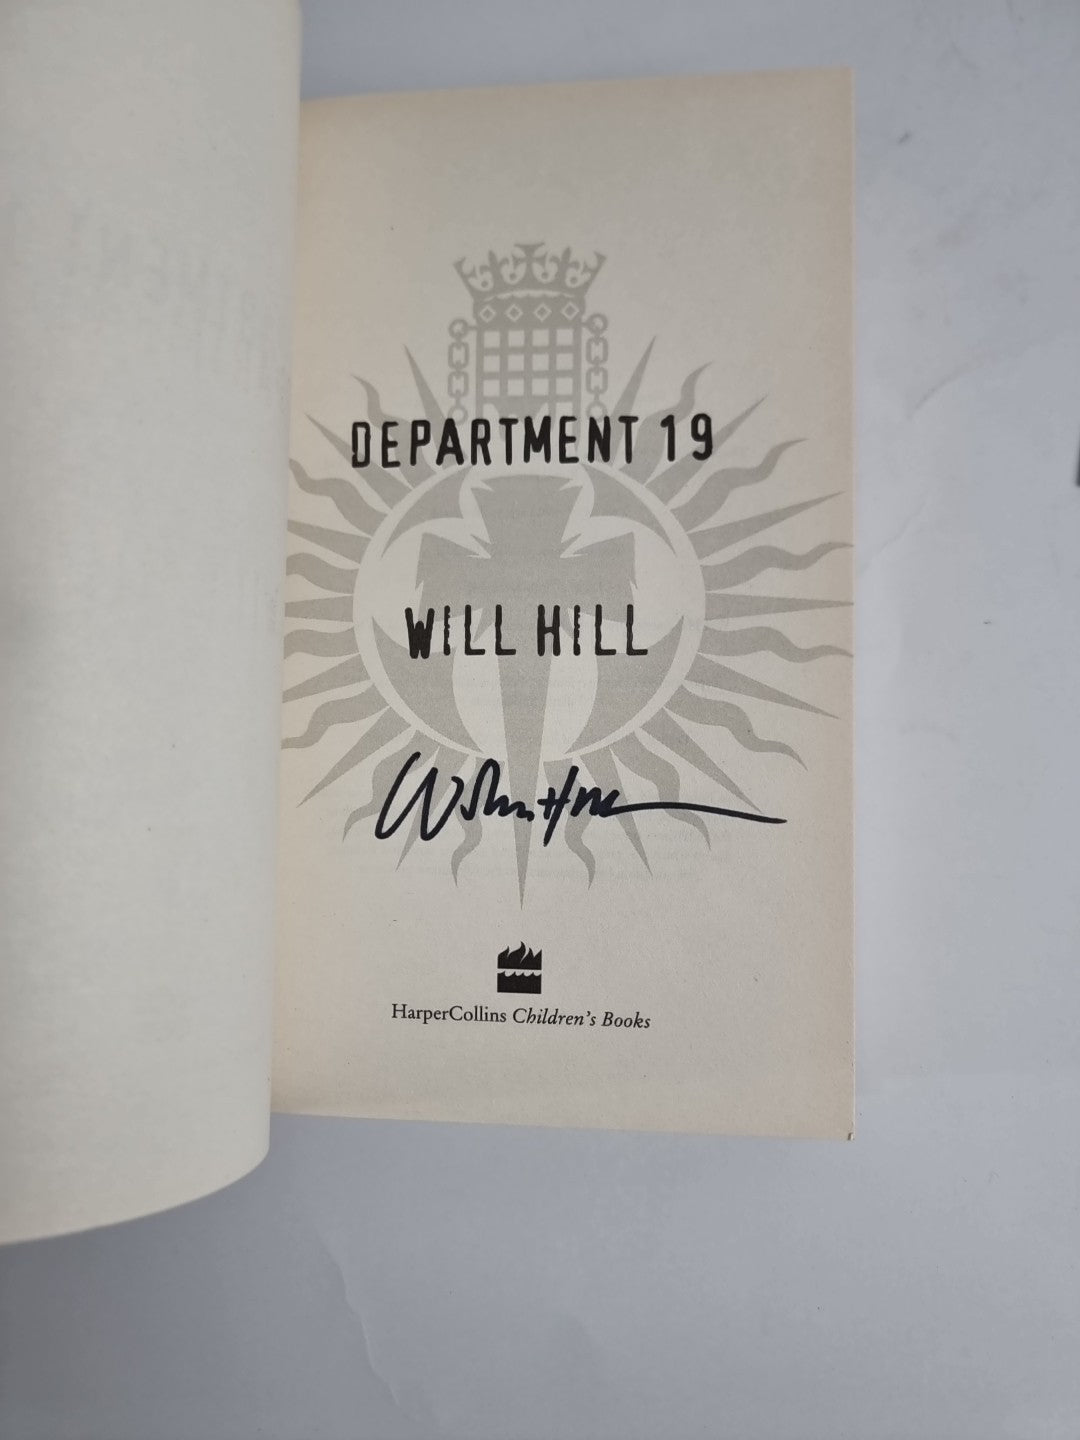 DEPARTMENT 19
WILL HILL
HarperCollins Children's Books